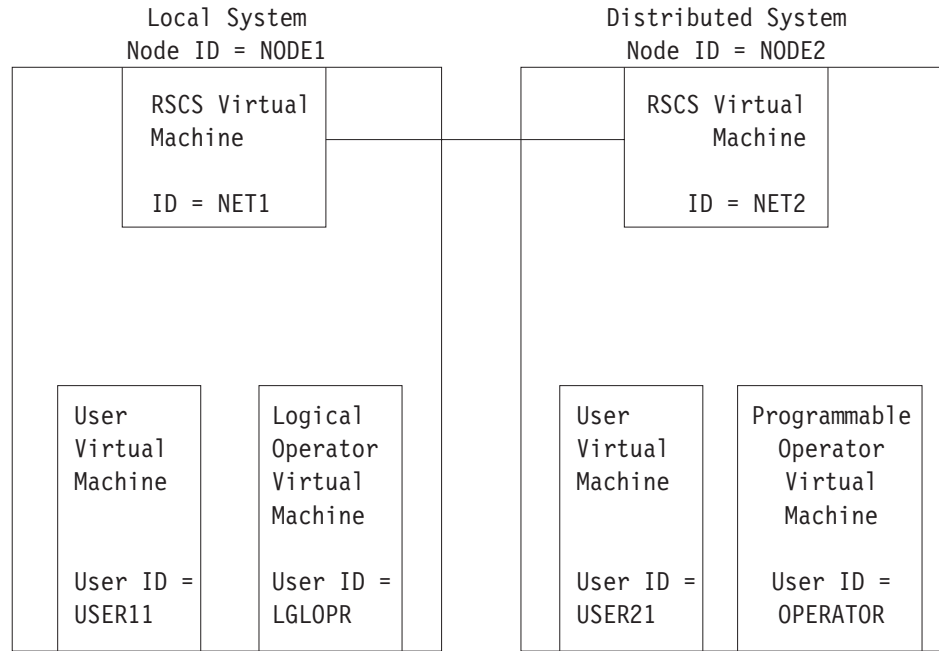 Local System
Node ID = NODE1
Distributed System
Node ID = NODE2
RSCS Virtual
Machine
ID = NET1
RSCS Virtual
Machine
ID = NET2
User
Virtual
Machine
User ID =
USER11
Logical
Operator
Virtual
Machine
User ID =
LGLOPR
User
Virtual
Machine
User ID =
USER21
Programmable
Operator
Virtual
Machine
User ID =
OPERATOR